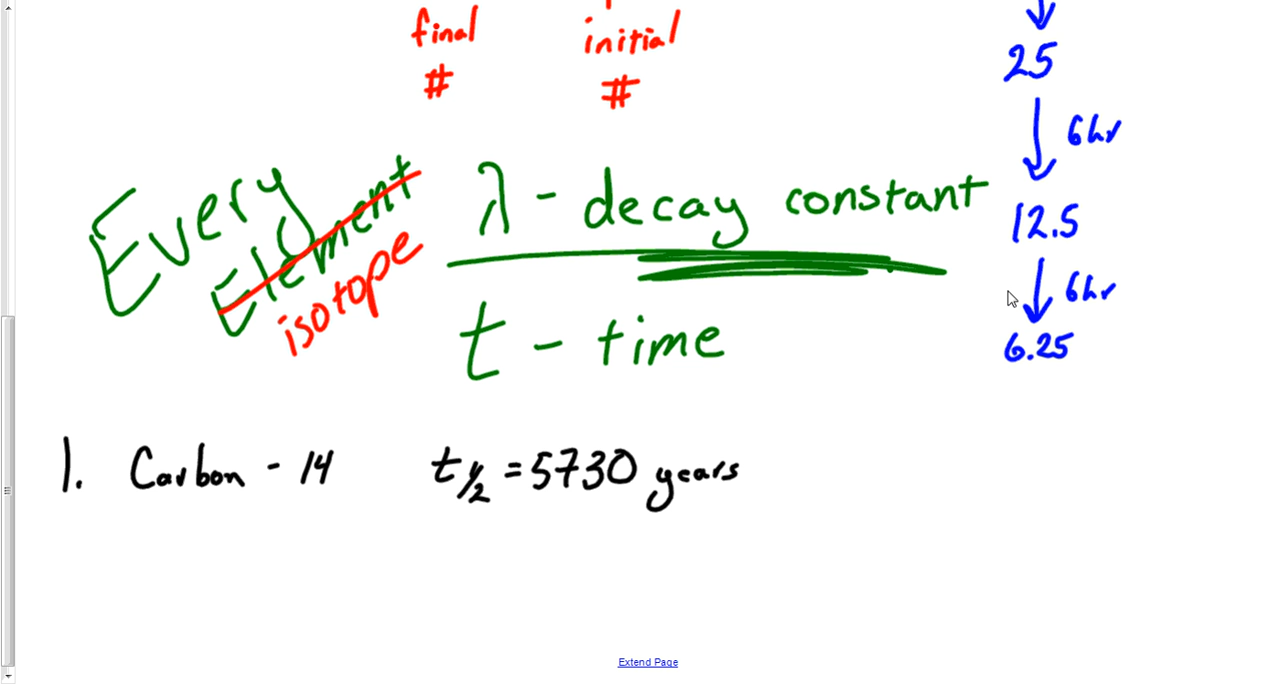 final
#
initial
#
25
6hr
12.5
6hr
6.25
Every
Element
isotope
λ - decay constant
t - time
1. Carbon - 14 t½ = 5730 years
Extend Page